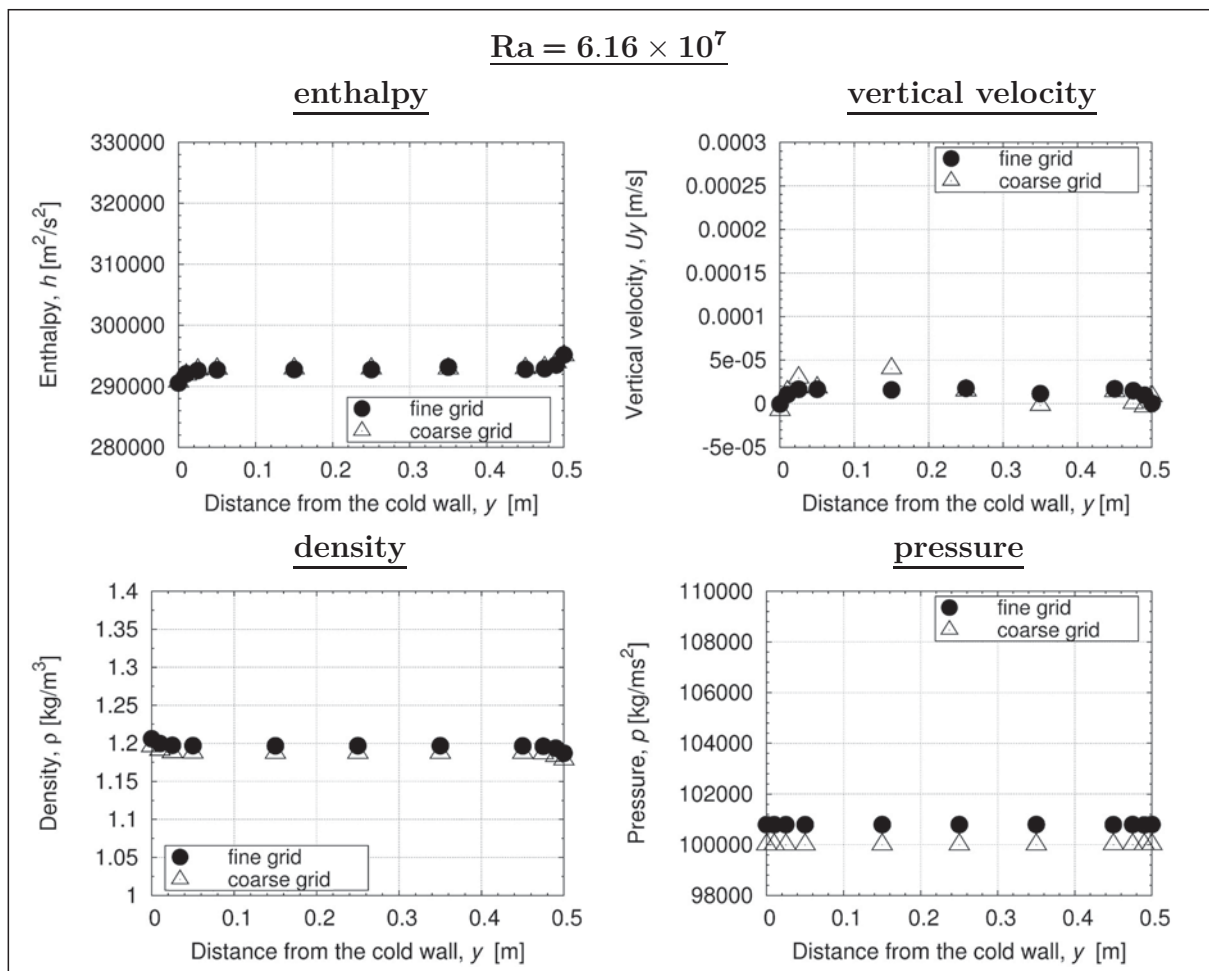 Ra = 6.16 × 10⁷
enthalpy
330000
320000
310000
300000
290000
280000
Enthalpy, h [m²/s²]
fine grid
coarse grid
0 0.1 0.2 0.3 0.4 0.5
Distance from the cold wall, y [m]
vertical velocity
0.0003
0.00025
0.0002
0.00015
0.0001
5e-05
0
-5e-05
Vertical velocity, Uy [m/s]
fine grid
coarse grid
0 0.1 0.2 0.3 0.4 0.5
Distance from the cold wall, y [m]
density
1.4
1.35
1.3
1.25
1.2
1.15
1.1
1.05
1
Density, ρ [kg/m³]
fine grid
coarse grid
0 0.1 0.2 0.3 0.4 0.5
Distance from the cold wall, y [m]
pressure
110000
108000
106000
104000
102000
100000
98000
Pressure, p [kg/ms²]
fine grid
coarse grid
0 0.1 0.2 0.3 0.4 0.5
Distance from the cold wall, y [m]